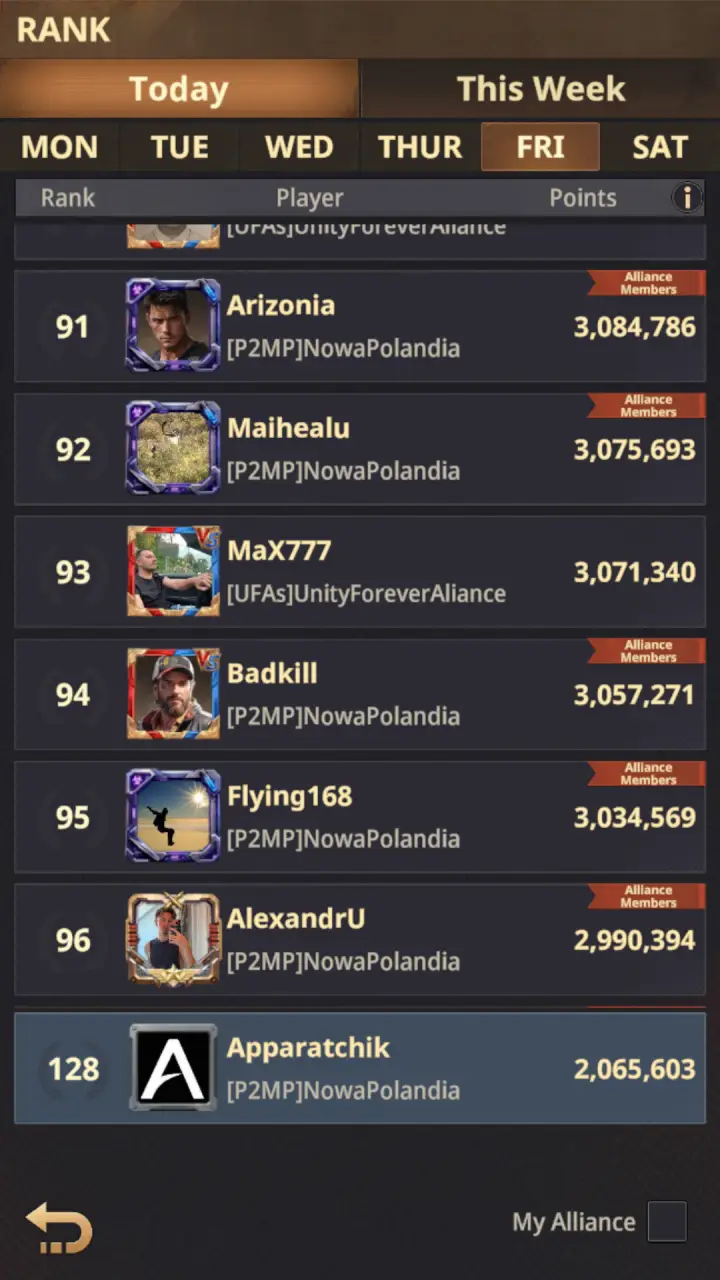 RANK
Today
This Week
MON TUE WED THUR FRI SAT
Rank Player Points
[UFAs]UnityForeverAliance
Alliance
Members
91 Arizonia 3,084,786
[P2MP]NowaPolandia
Alliance
Members
92 Maihealu 3,075,693
[P2MP]NowaPolandia
93 MaX777 3,071,340
[UFAs]UnityForeverAliance
Alliance
Members
94 Badkill 3,057,271
[P2MP]NowaPolandia
Alliance
Members
95 Flying168 3,034,569
[P2MP]NowaPolandia
Alliance
Members
96 AlexandrU 2,990,394
[P2MP]NowaPolandia
128 Apparatchik 2,065,603
[P2MP]NowaPolandia
My Alliance